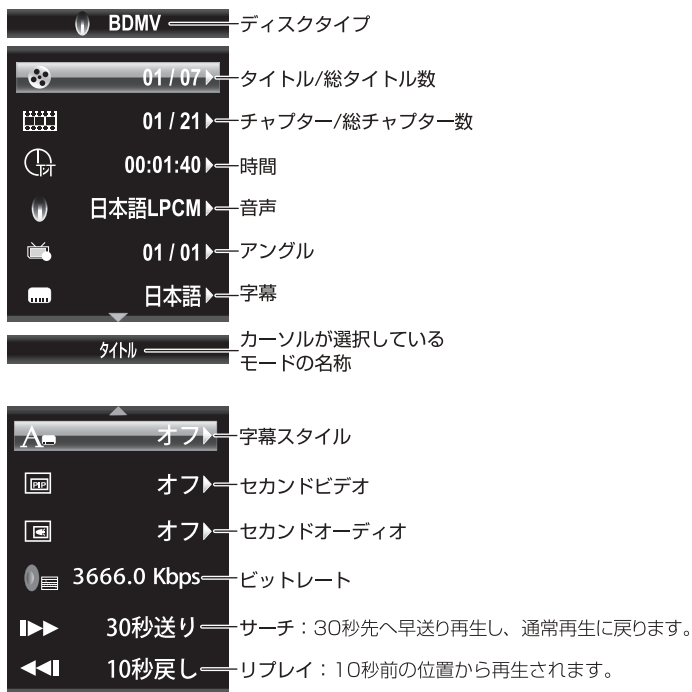 BDMV ディスクタイプ
01 / 07 タイトル/総タイトル数
01 / 21 チャプター/総チャプター数
00:01:40 時間
日本語LPCM 音声
01 / 01 アングル
日本語 字幕
タイトル カーソルが選択している
モードの名称
A オフ 字幕スタイル
PIP オフ セカンドビデオ
オフ セカンドオーディオ
3666.0 Kbps ビットレート
30秒送り サーチ：30秒先へ早送り再生し、通常再生に戻ります。
10秒戻し リプレイ：10秒前の位置から再生されます。